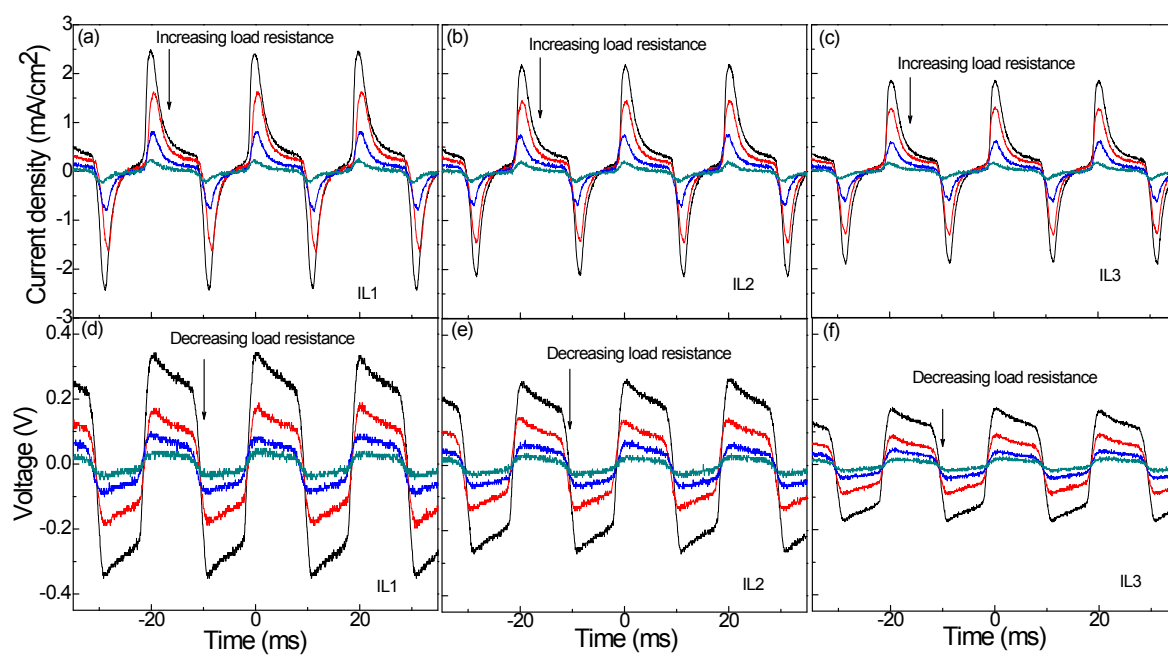 Current density (mA/cm²)
3
2
1
0
-1
-2
-3
(a)
Increasing load resistance
IL1
(b)
Increasing load resistance
IL2
(c)
Increasing load resistance
IL3
Voltage (V)
0.4
0.2
0.0
-0.2
-0.4
(d)
Decreasing load resistance
IL1
(e)
Decreasing load resistance
IL2
(f)
Decreasing load resistance
IL3
-20 0 20
-20 0 20
-20 0 20
Time (ms)
Time (ms)
Time (ms)